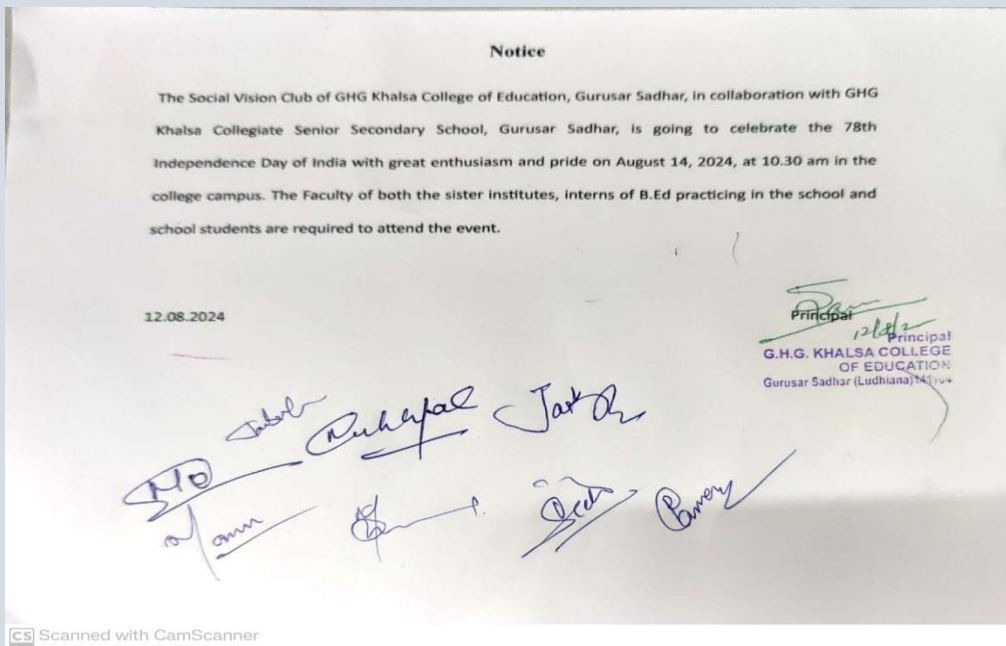 Notice
The Social Vision Club of GHG Khalsa College of Education, Gurusar Sadhar, in collaboration with GHG
Khalsa Collegiate Senior Secondary School, Gurusar Sadhar, is going to celebrate the 78th
Independence Day of India with great enthusiasm and pride on August 14, 2024, at 10.30 am in the
college campus. The Faculty of both the sister institutes, interns of B.Ed practicing in the school and
school students are required to attend the event.
12.08.2024
Principal
Principal
G.H.G. KHALSA COLLEGE
OF EDUCATION
Gurusar Sadhar (Ludhiana)
CS Scanned with CamScanner